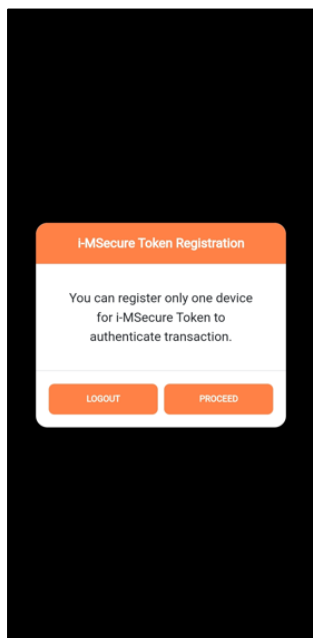 i-MSecure Token Registration
You can register only one device
for i-MSecure Token to
authenticate transaction.
LOGOUT
PROCEED